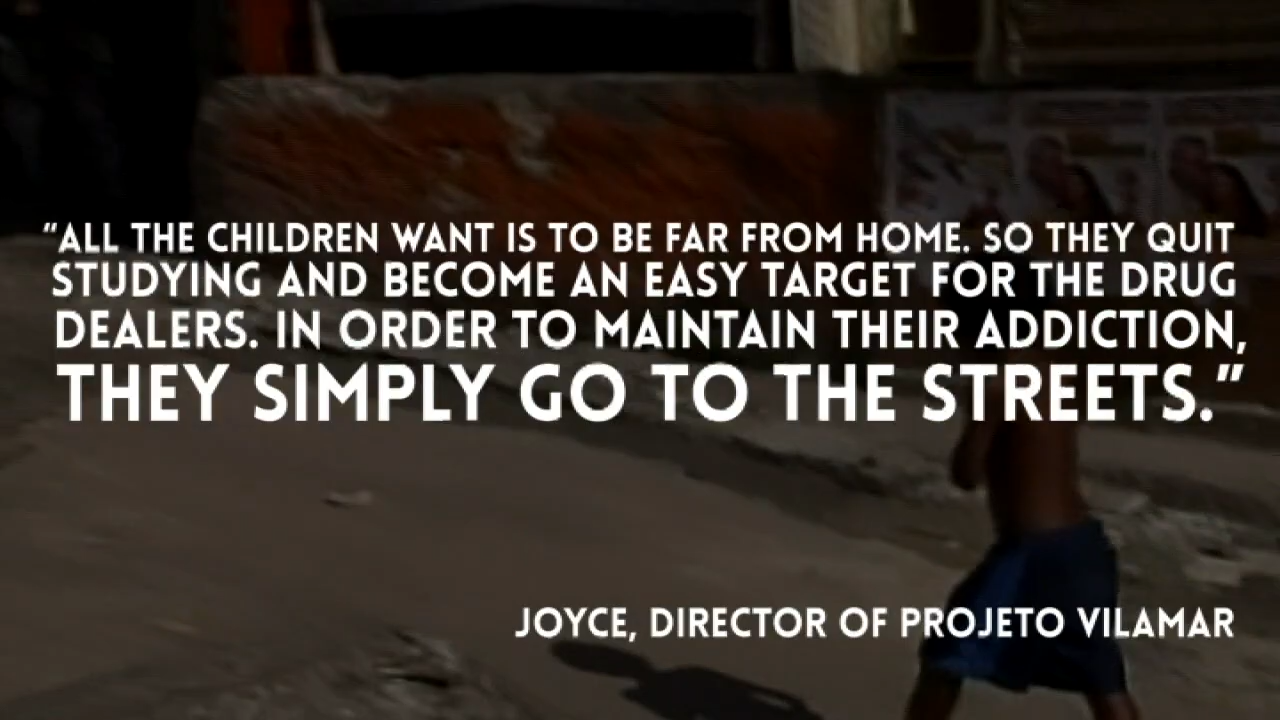 “ALL THE CHILDREN WANT IS TO BE FAR FROM HOME. SO THEY QUIT
STUDYING AND BECOME AN EASY TARGET FOR THE DRUG
DEALERS. IN ORDER TO MAINTAIN THEIR ADDICTION,
THEY SIMPLY GO TO THE STREETS.”
JOYCE, DIRECTOR OF PROJETO VILAMAR